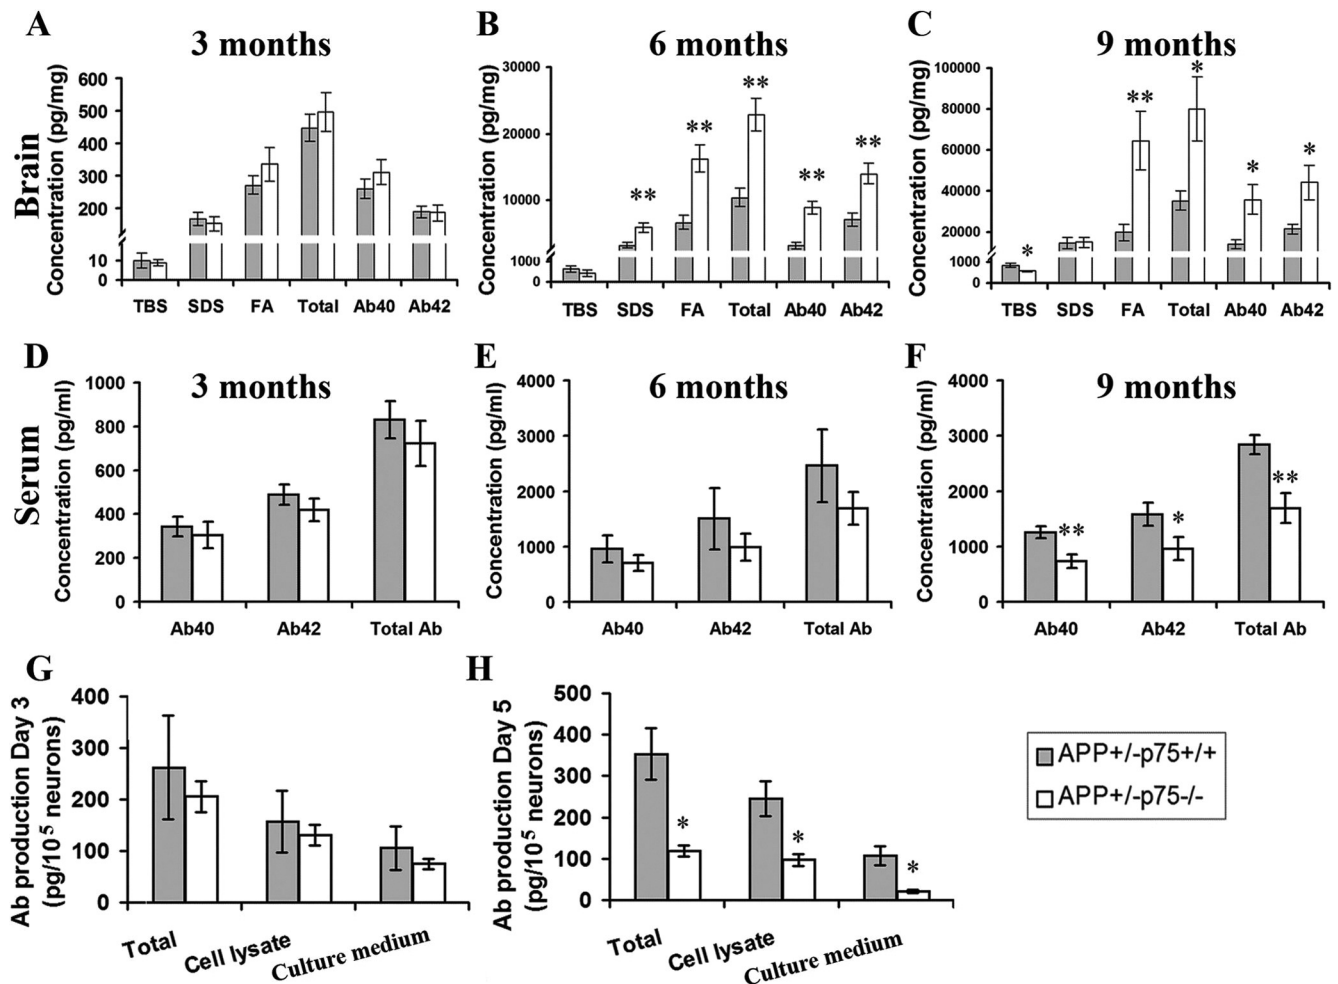 A
3 months
B
6 months
C
9 months
Brain
Concentration (pg/mg)
600
500
400
300
200
10
0
TBS SDS FA Total Ab40 Ab42
Concentration (pg/mg)
30000
20000
10000
1000
0
** ** ** ** **
TBS SDS FA Total Ab40 Ab42
Concentration (pg/mg)
100000
80000
60000
40000
20000
1000
0
* ** * * *
TBS SDS FA Total Ab40 Ab42
D
3 months
E
6 months
F
9 months
Serum
Concentration (pg/ml)
1000
800
600
400
200
0
Ab40 Ab42 Total Ab
Concentration (pg/ml)
4000
3000
2000
1000
0
Ab40 Ab42 Total Ab
Concentration (pg/ml)
4000
3000
2000
1000
0
** * **
Ab40 Ab42 Total Ab
G
Ab production Day 3
(pg/10⁵ neurons)
400
300
200
100
0
Total Cell lysate Culture medium
H
Ab production Day 5
(pg/10⁵ neurons)
500
400
300
200
100
0
* * *
Total Cell lysate Culture medium
APP+/-p75+/+
APP+/-p75-/-